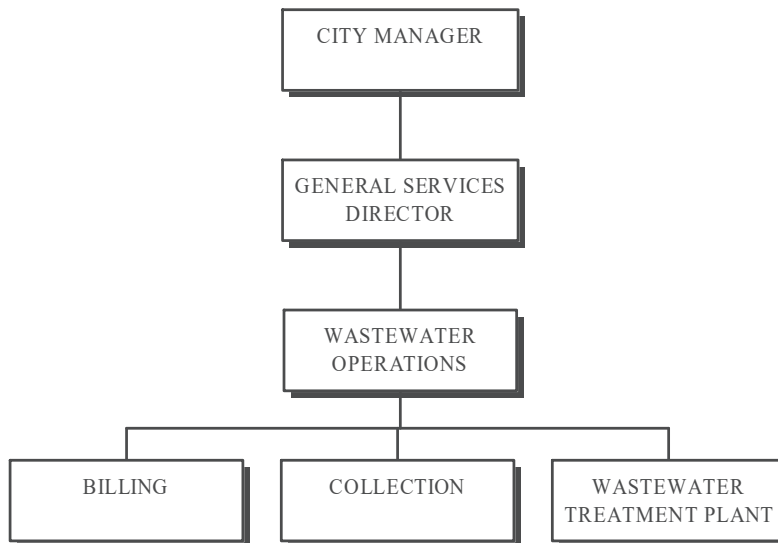 CITY MANAGER
GENERAL SERVICES
DIRECTOR
WASTEWATER
OPERATIONS
BILLING
COLLECTION
WASTEWATER
TREATMENT PLANT